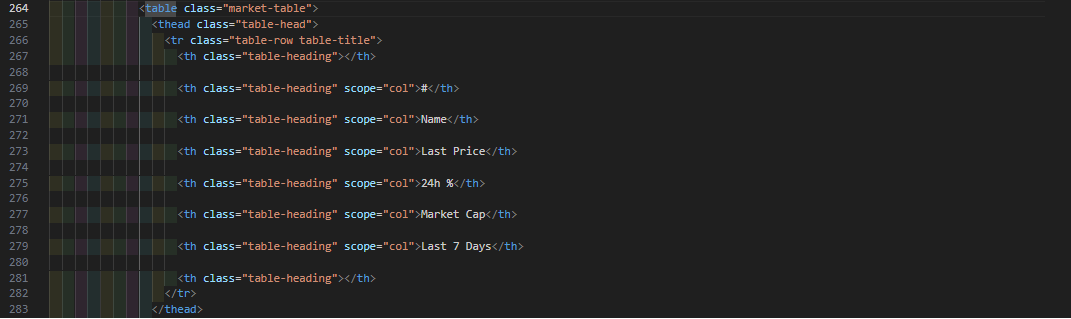 264 <table class="market-table">
265 <thead class="table-head">
266 <tr class="table-row table-title">
267 <th class="table-heading"></th>
268
269 <th class="table-heading" scope="col">#</th>
270
271 <th class="table-heading" scope="col">Name</th>
272
273 <th class="table-heading" scope="col">Last Price</th>
274
275 <th class="table-heading" scope="col">24h %</th>
276
277 <th class="table-heading" scope="col">Market Cap</th>
278
279 <th class="table-heading" scope="col">Last 7 Days</th>
280
281 <th class="table-heading"></th>
282 </tr>
283 </thead>